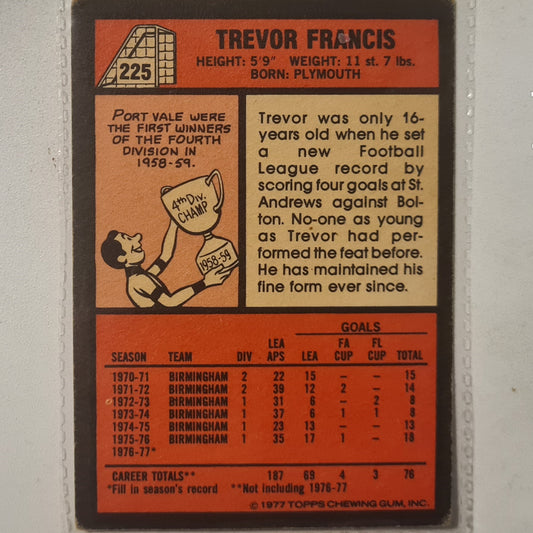 225
TREVOR FRANCIS
HEIGHT: 5'9" WEIGHT: 11 st. 7 lbs.
BORN: PLYMOUTH
PORT VALE WERE
THE FIRST WINNERS
OF THE FOURTH
DIVISION IN
1958-59.
4th Div.
CHAMP
1958-59
Trevor was only 16-
years old when he set
a new Football
League record by
scoring four goals at St.
Andrews against Bol-
ton. No-one as young
as Trevor had per-
formed the feat before.
He has maintained his
fine form ever since.
GOALS
LEA FA FL
SEASON TEAM DIV APS LEA CUP CUP TOTAL
1970-71 BIRMINGHAM 2 22 15 — — 15
1971-72 BIRMINGHAM 2 39 12 2 — 14
1972-73 BIRMINGHAM 1 31 6 — 2 8
1973-74 BIRMINGHAM 1 37 6 1 1 8
1974-75 BIRMINGHAM 1 23 13 — — 13
1975-76 BIRMINGHAM 1 35 17 1 — 18
1976-77*
CAREER TOTALS** 187 69 4 3 76
*Fill in season's record **Not including 1976-77
© 1977 TOPPS CHEWING GUM, INC.